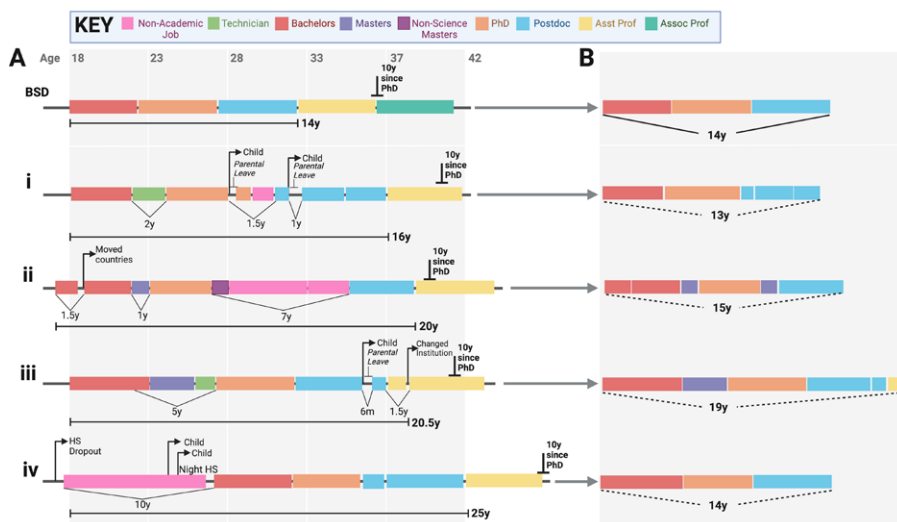 KEY
Non-Academic Job
Technician
Bachelors
Masters
Non-Science Masters
PhD
Postdoc
Asst Prof
Assoc Prof
A
Age 18 23 28 33 37 42
B
BSD
10y since PhD
14y
14y
i
Child
Parental Leave
Child
Parental Leave
10y since PhD
2y
1.5y
1y
16y
13y
ii
Moved countries
10y since PhD
1.5y
1y
7y
20y
15y
iii
Child
Parental Leave
Changed Institution
10y since PhD
5y
6m
1.5y
20.5y
19y
iv
HS Dropout
Child
Child
Night HS
10y since PhD
10y
25y
14y